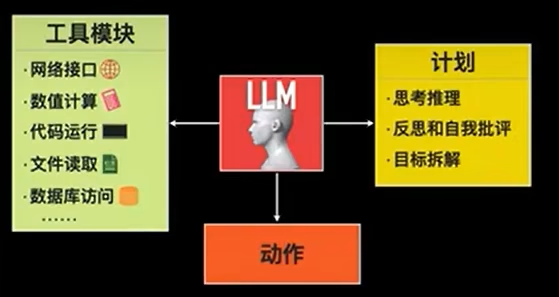 工具模块
·网络接口
·数值计算
·代码运行
·文件读取
·数据库访问
······
LLM
计划
·思考推理
·反思和自我批评
·目标拆解
动作